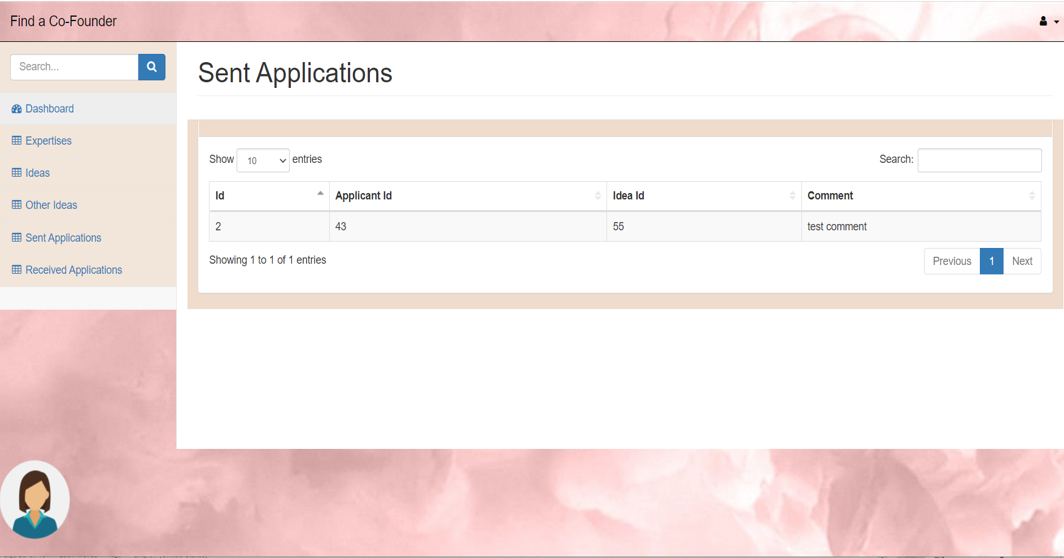 Find a Co-Founder
Search...
Dashboard
Expertises
Ideas
Other Ideas
Sent Applications
Received Applications
Sent Applications
Show 10 entries Search:
Id Applicant Id Idea Id Comment
2 43 55 test comment
Showing 1 to 1 of 1 entries Previous 1 Next